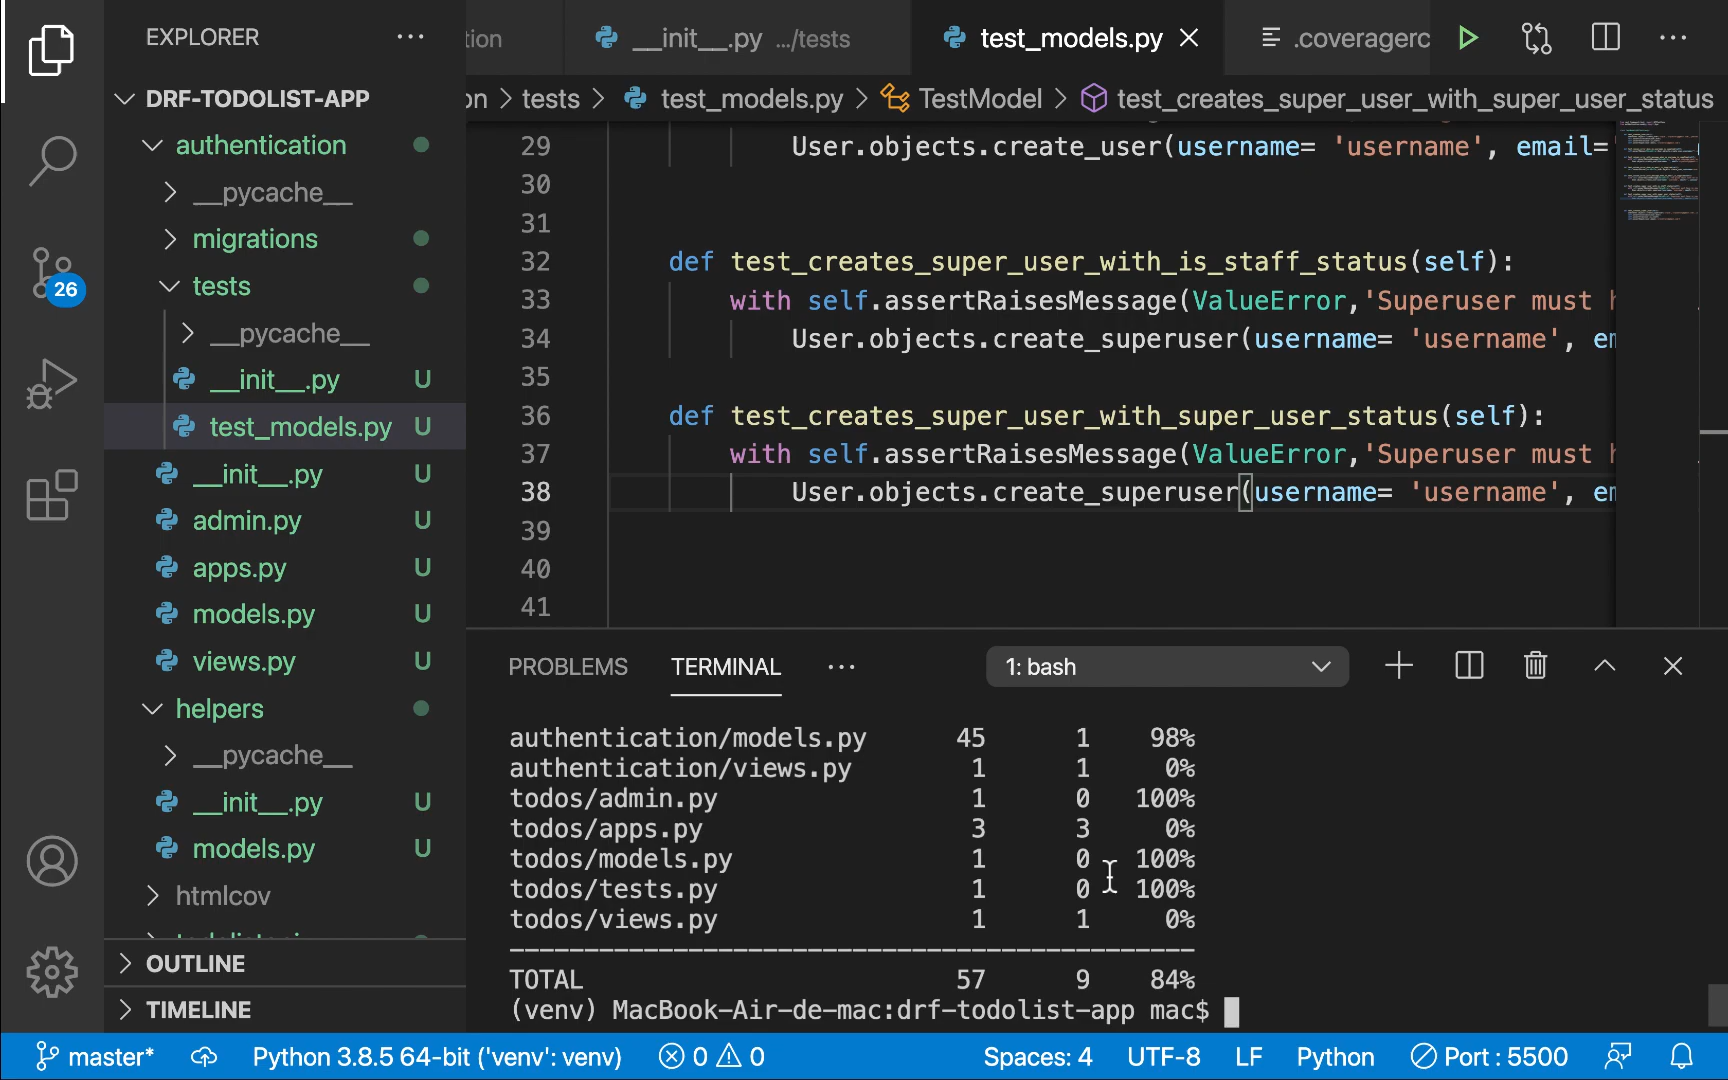 EXPLORER
DRF-TODOLIST-APP
authentication
__pycache__
migrations
tests
__pycache__
__init__.py U
test_models.py U
__init__.py U
admin.py U
apps.py U
models.py U
views.py U
helpers
__pycache__
__init__.py U
models.py U
htmlcov
OUTLINE
TIMELINE
26
tion
__init__.py .../tests
test_models.py
.coveragerc
on > tests > test_models.py > TestModel > test_creates_super_user_with_super_user_status
29 User.objects.create_user(username= 'username', email='
30
31
32 def test_creates_super_user_with_is_staff_status(self):
33 with self.assertRaisesMessage(ValueError,'Superuser must h
34 User.objects.create_superuser(username= 'username', em
35
36 def test_creates_super_user_with_super_user_status(self):
37 with self.assertRaisesMessage(ValueError,'Superuser must h
38 User.objects.create_superuser(username= 'username', em
39
40
41
PROBLEMS TERMINAL 1: bash
authentication/models.py 45 1 98%
authentication/views.py 1 1 0%
todos/admin.py 1 0 100%
todos/apps.py 3 3 0%
todos/models.py 1 0 100%
todos/tests.py 1 0 100%
todos/views.py 1 1 0%
TOTAL 57 9 84%
(venv) MacBook-Air-de-mac:drf-todolist-app mac$
master* Python 3.8.5 64-bit ('venv': venv) 0 0 Spaces: 4 UTF-8 LF Python Port : 5500